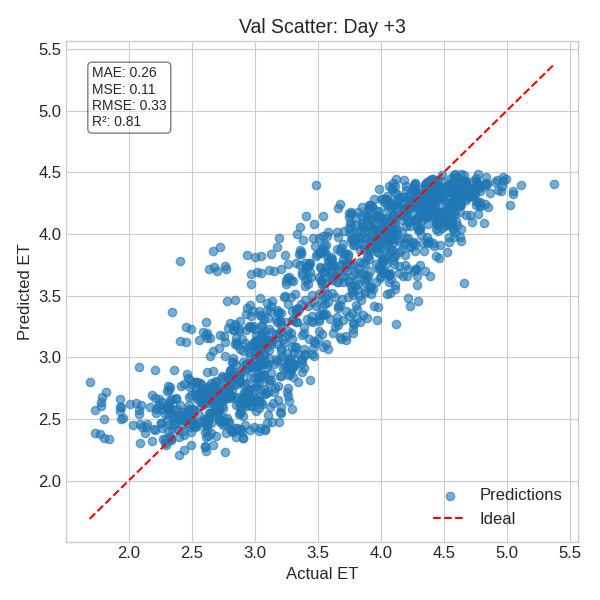 Val Scatter: Day +3
MAE: 0.26
MSE: 0.11
RMSE: 0.33
R²: 0.81
5.5
5.0
4.5
4.0
3.5
3.0
2.5
2.0
Predicted ET
Predictions
Ideal
2.0 2.5 3.0 3.5 4.0 4.5 5.0 5.5
Actual ET